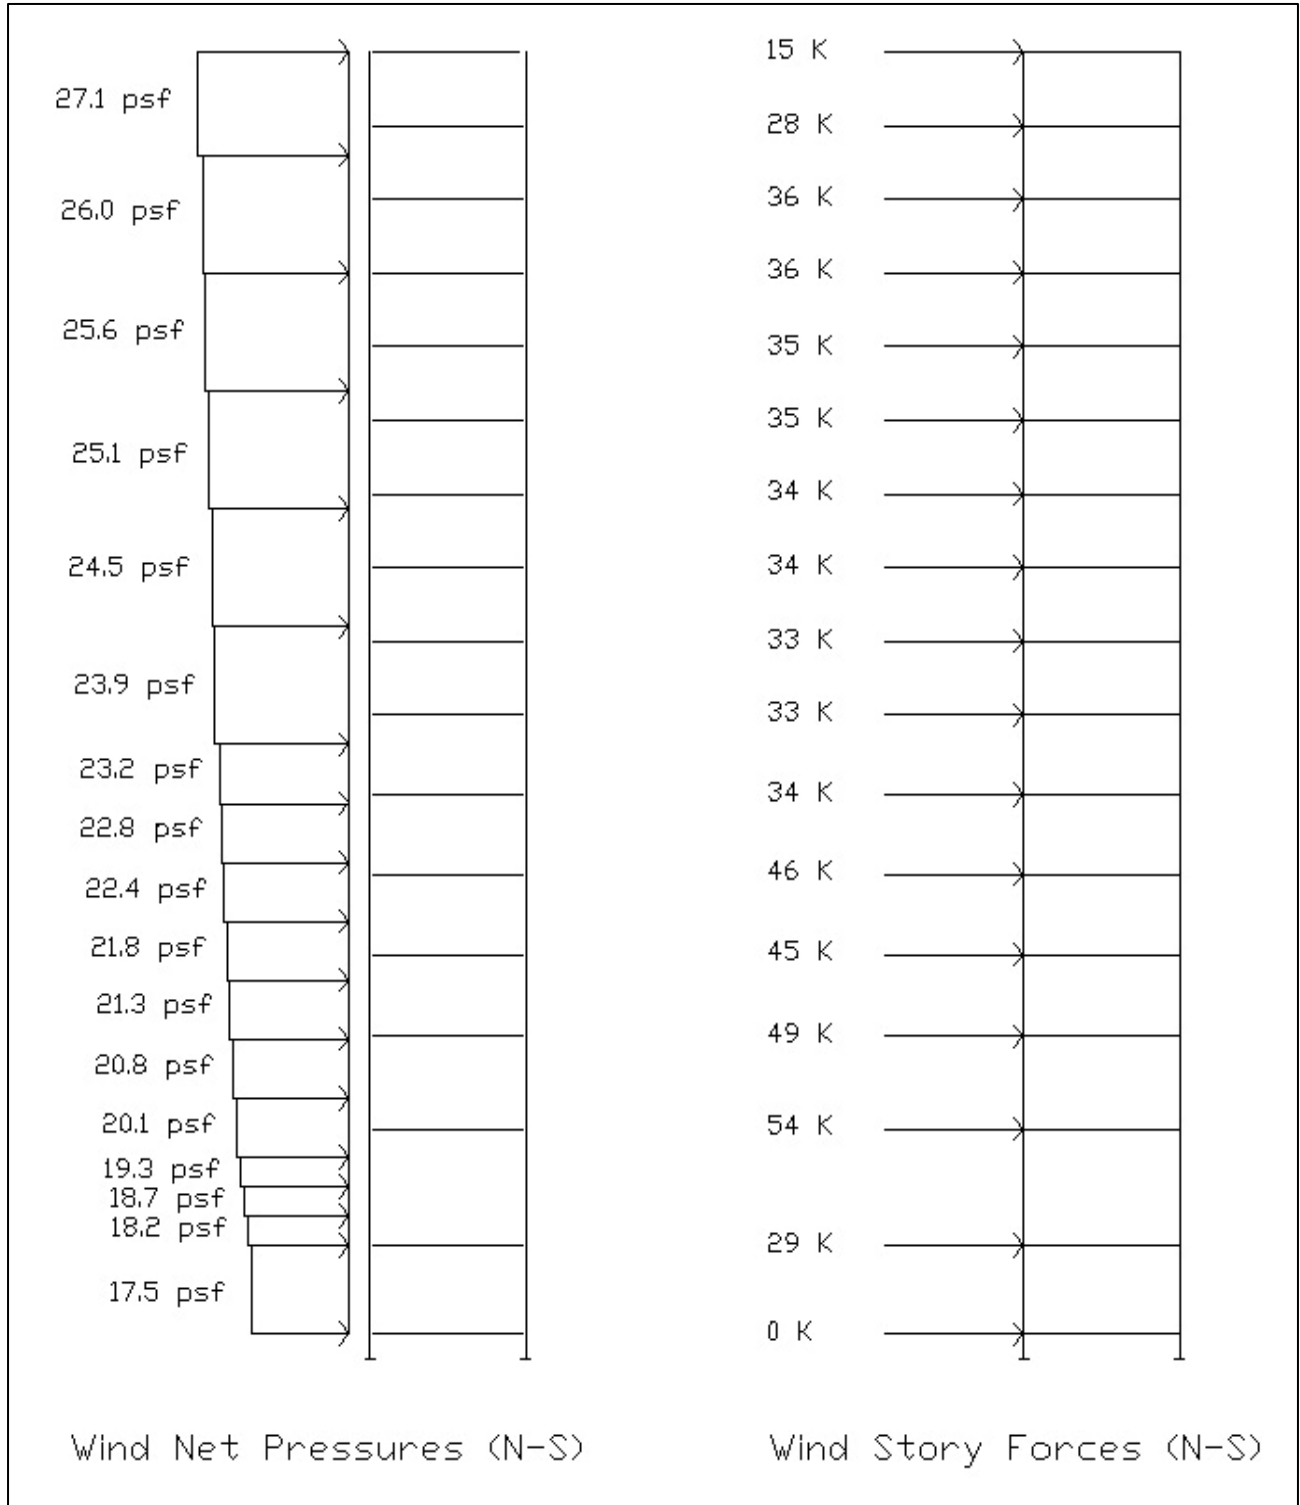 27.1 psf
26.0 psf
25.6 psf
25.1 psf
24.5 psf
23.9 psf
23.2 psf
22.8 psf
22.4 psf
21.8 psf
21.3 psf
20.8 psf
20.1 psf
19.3 psf
18.7 psf
18.2 psf
17.5 psf
Wind Net Pressures (N-S)
15 K
28 K
36 K
36 K
35 K
35 K
34 K
34 K
33 K
33 K
34 K
46 K
45 K
49 K
54 K
29 K
0 K
Wind Story Forces (N-S)